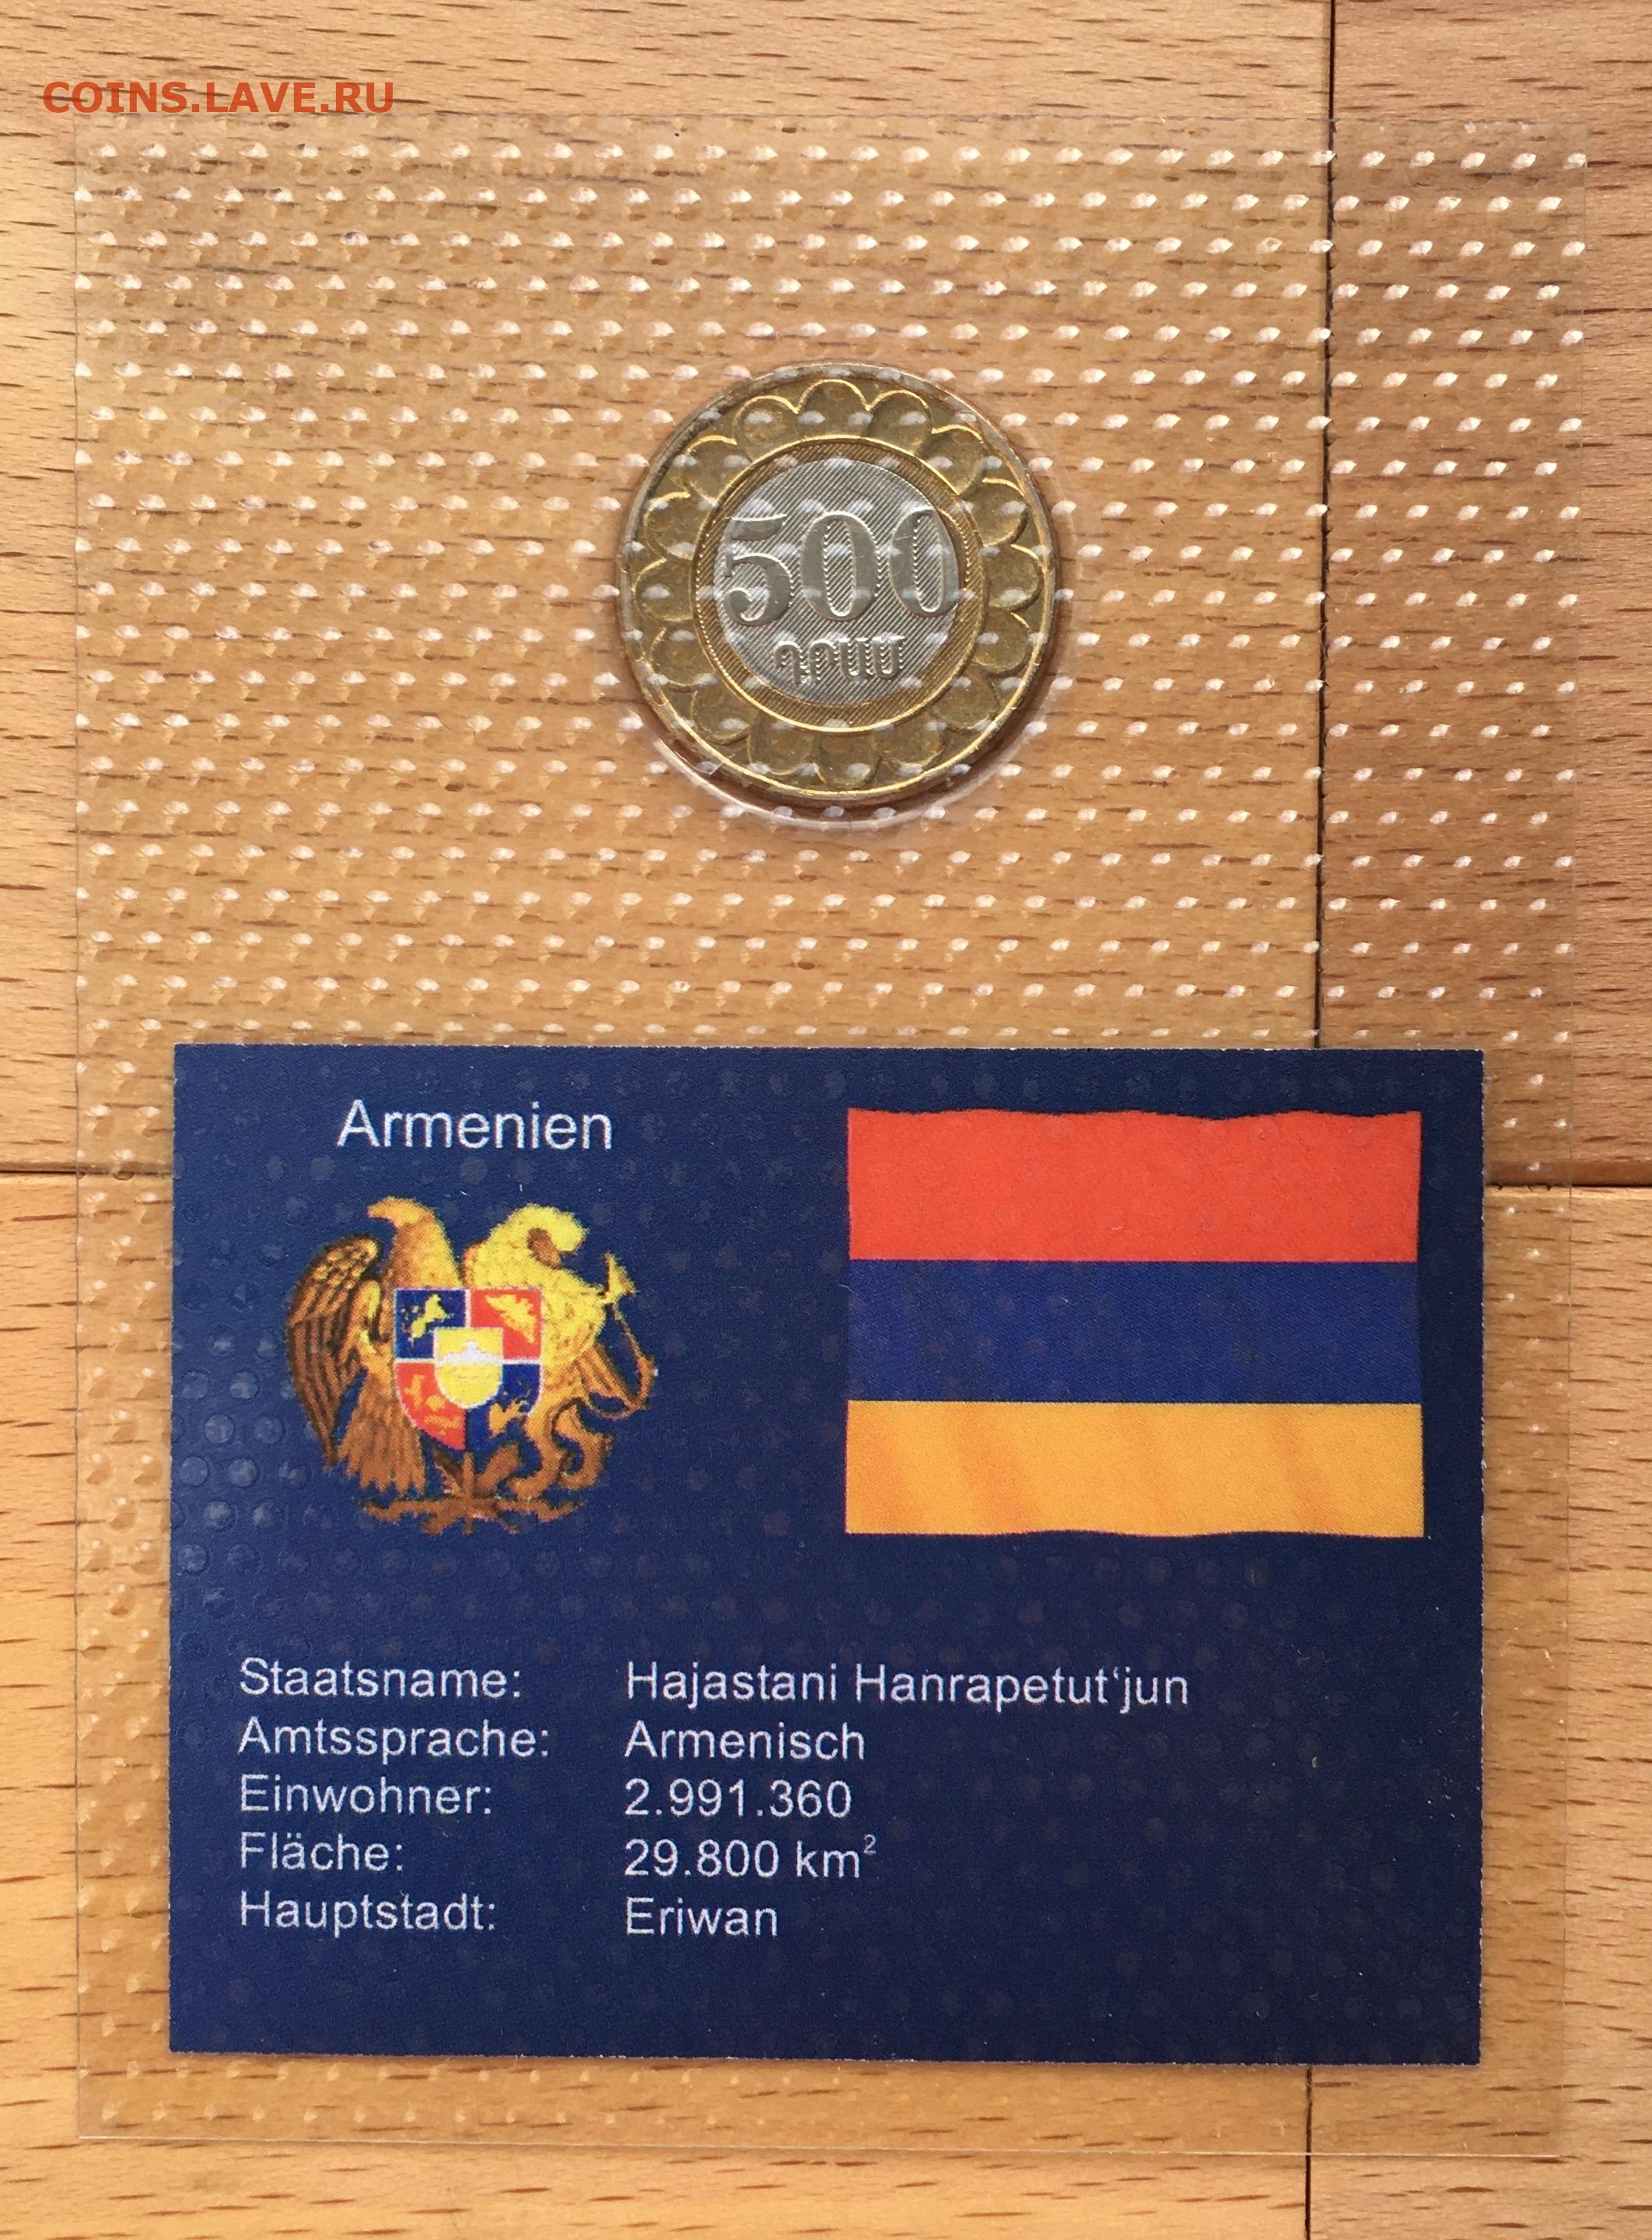 COINS.LAVE.RU
500
ԴՐԱՄ
Armenien
Staatsname: Hajastani Hanrapetut‘jun
Amtssprache: Armenisch
Einwohner: 2.991.360
Fläche: 29.800 km²
Hauptstadt: Eriwan